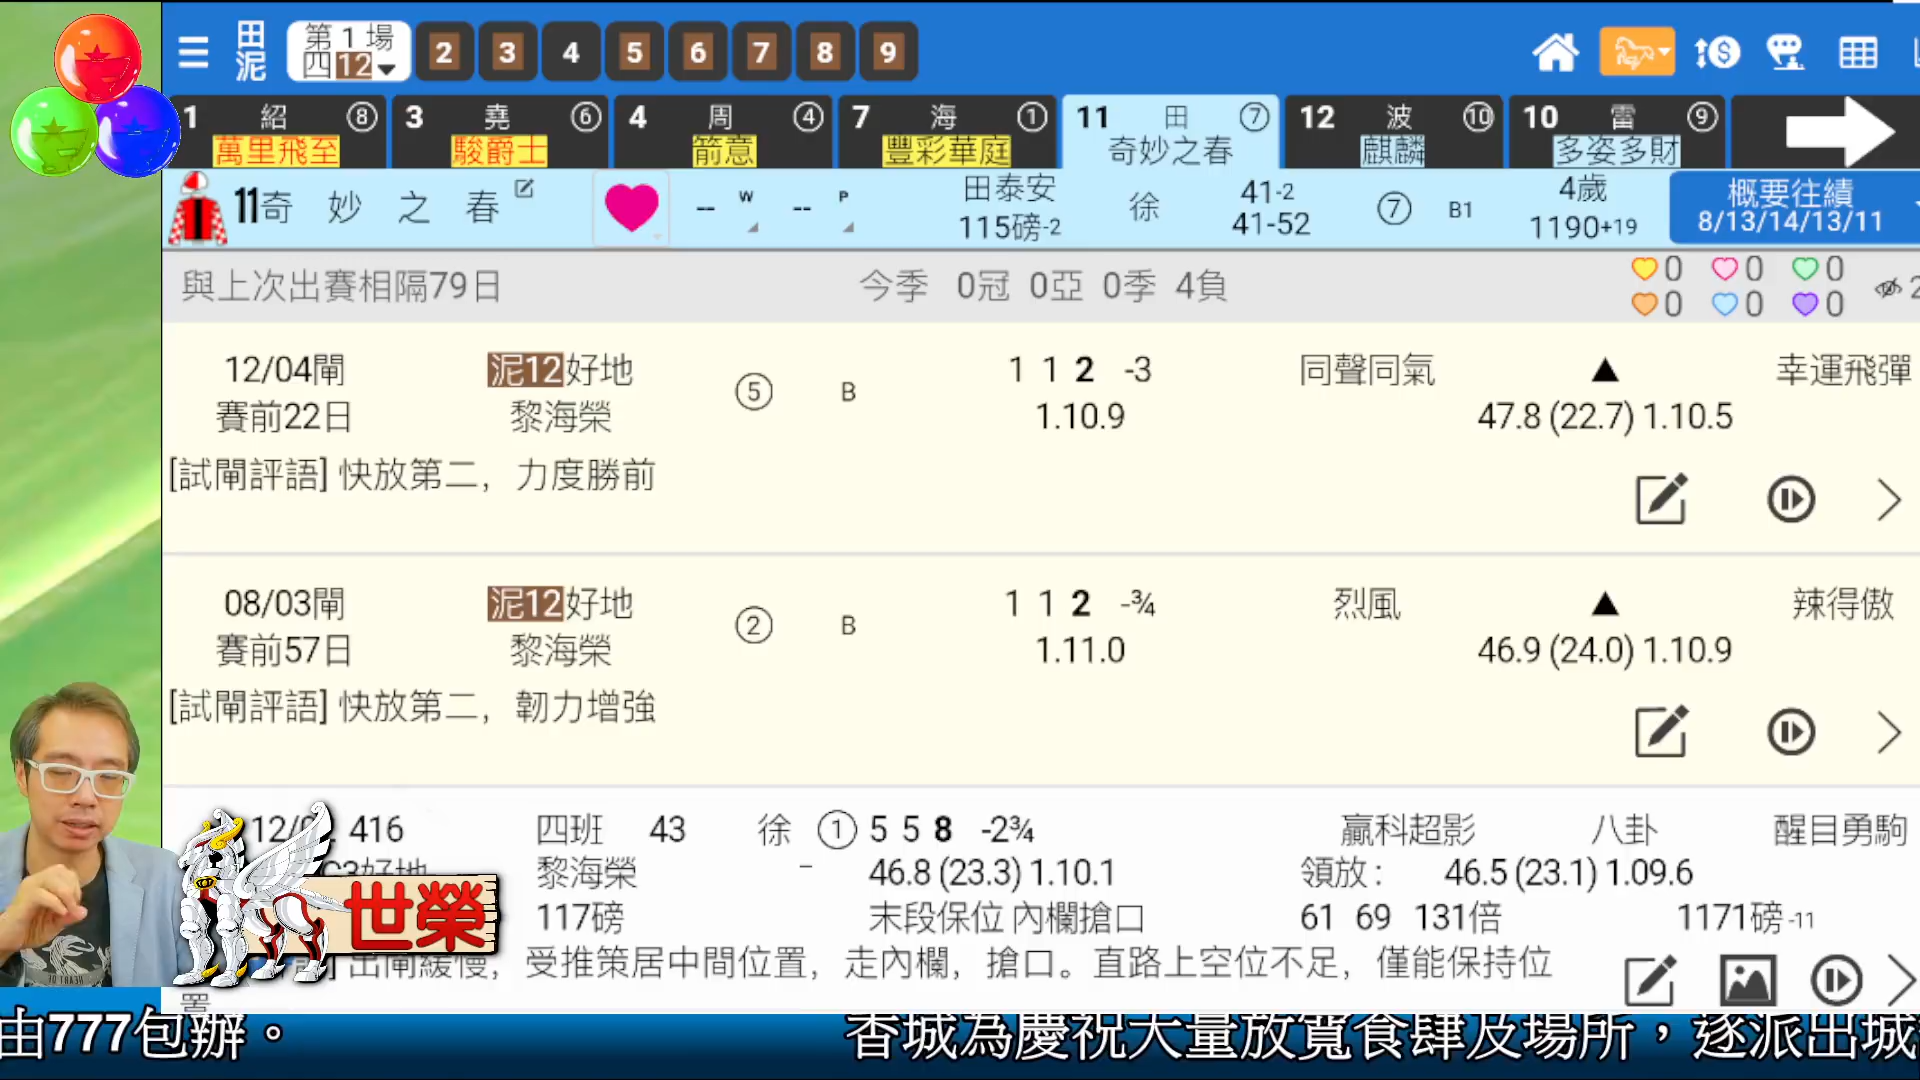 田泥
第1場
四12
2 3 4 5 6 7 8 9
1 紹 ⑧
萬里飛至
3 堯 ⑥
駿爵士
4 周 ④
箭意
7 海 ①
豐彩華庭
11 田 ⑦
奇妙之春
12 波 ⑩
麒麟
10 雷 ⑨
多姿多財
11奇妙之春
-- W -- P
田泰安
115磅-2
徐
41-2
41-52
⑦
B1
4歲
1190+19
概要往績
8/13/14/13/11
與上次出賽相隔79日
今季 0冠 0亞 0季 4負
0 0 0
0 0 0
2
12/04閘 泥12好地 ⑤ B 1 1 2 -3 同聲同氣 ▲ 幸運飛彈
賽前22日 黎海榮 1.10.9 47.8 (22.7) 1.10.5
[試閘評語] 快放第二，力度勝前
08/03閘 泥12好地 ② B 1 1 2 -¾ 烈風 ▲ 辣得傲
賽前57日 黎海榮 1.11.0 46.9 (24.0) 1.10.9
[試閘評語] 快放第二，韌力增強
12/0 416 四班 43 徐 ① 5 5 8 -2¾ 贏科超影 八卦 醒目勇駒
C3好地 黎海榮 - 46.8 (23.3) 1.10.1 領放： 46.5 (23.1) 1.09.6
117磅 末段保位 內欄搶口 61 69 131倍 1171磅-11
] 出閘緩慢，受推策居中間位置，走內欄，搶口。直路上空位不足，僅能保持位
置
世榮
由777包辦。 香城為慶祝大量放寬食肆及場所，逐派出城